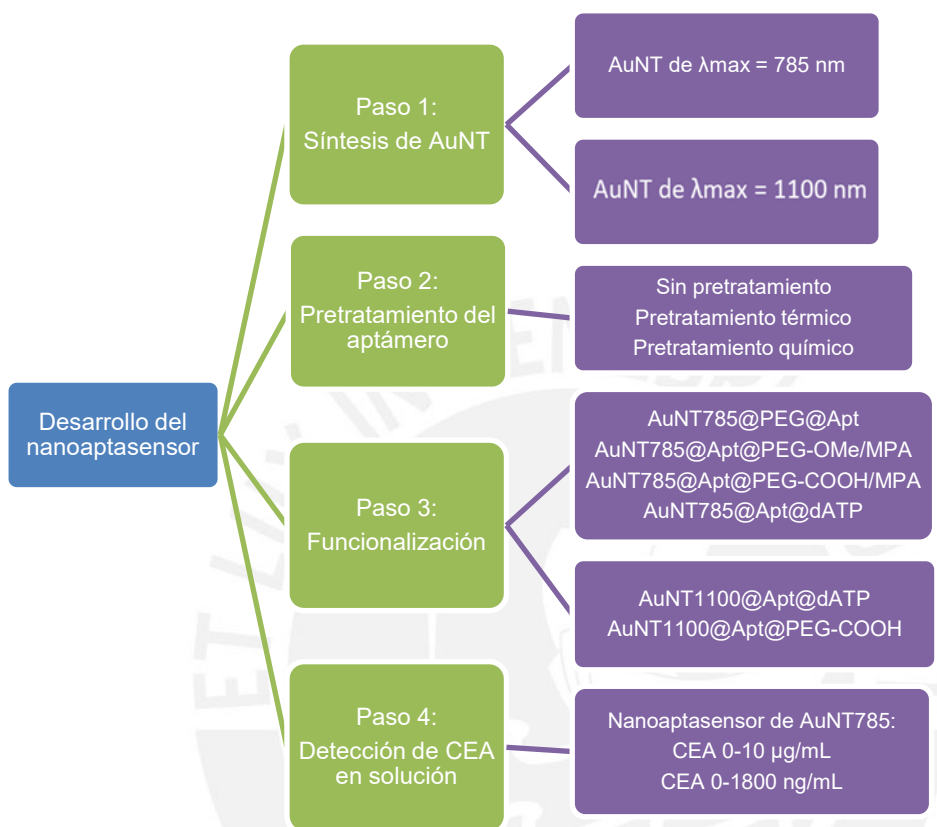 Desarrollo del
nanoaptasensor
Paso 1:
Síntesis de AuNT
AuNT de λmax = 785 nm
AuNT de λmax = 1100 nm
Paso 2:
Pretratamiento del
aptámero
Sin pretratamiento
Pretratamiento térmico
Pretratamiento químico
Paso 3:
Funcionalización
AuNT785@PEG@Apt
AuNT785@Apt@PEG-OMe/MPA
AuNT785@Apt@PEG-COOH/MPA
AuNT785@Apt@dATP
AuNT1100@Apt@dATP
AuNT1100@Apt@PEG-COOH
Paso 4:
Detección de CEA
en solución
Nanoaptasensor de AuNT785:
CEA 0-10 µg/mL
CEA 0-1800 ng/mL